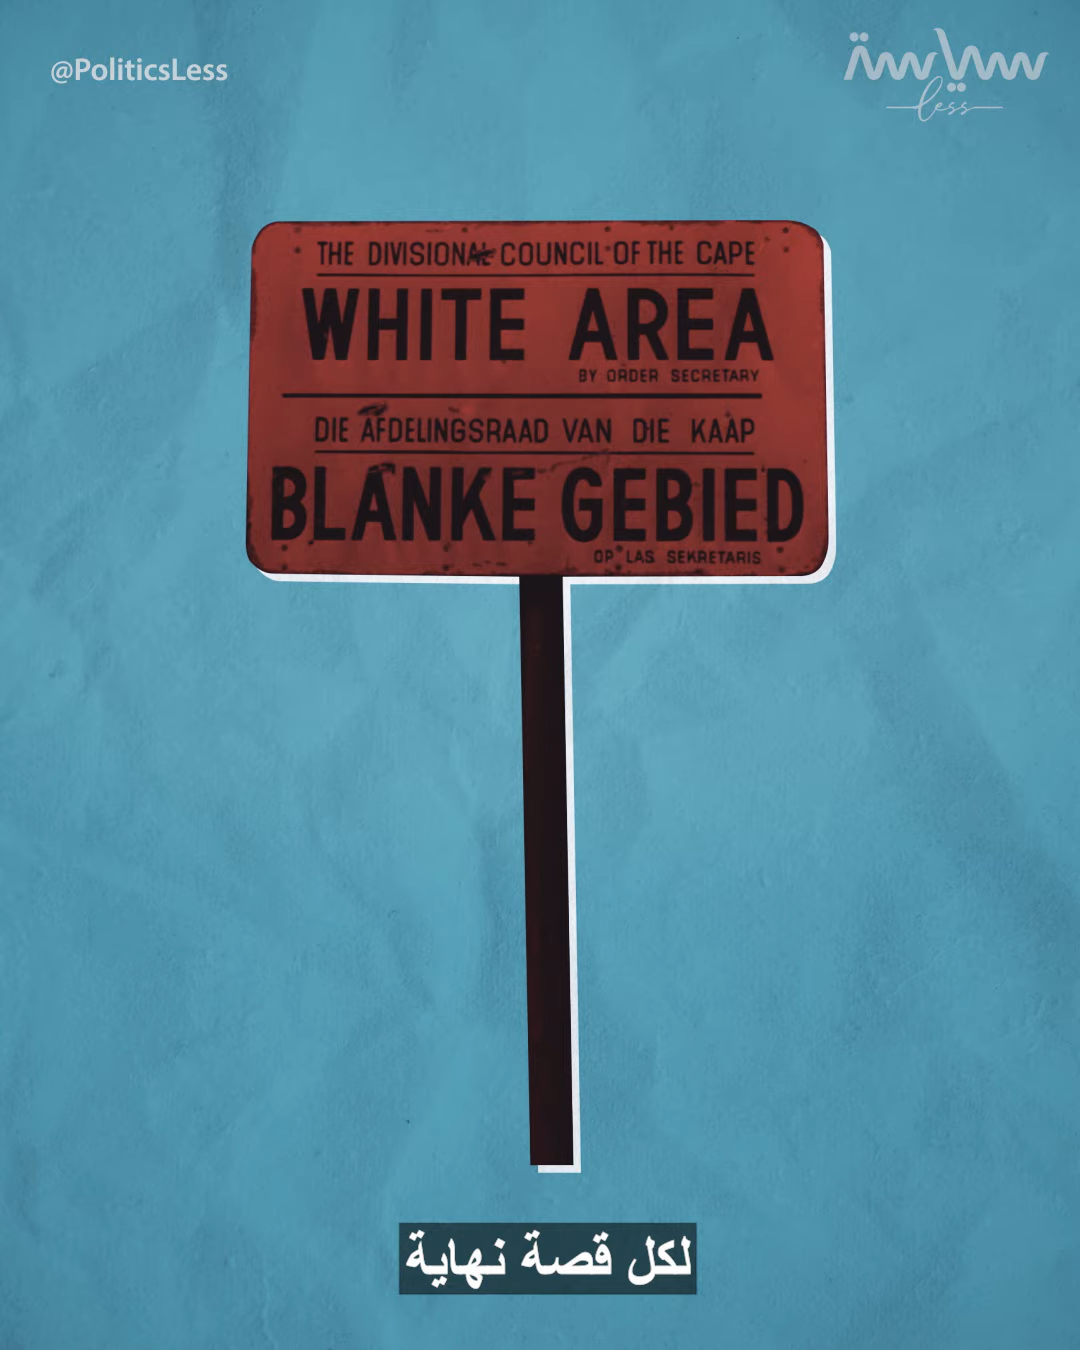 @PoliticsLess
سياسة
less
THE DIVISIONAL COUNCIL OF THE CAPE
WHITE AREA
BY ORDER SECRETARY
DIE AFDELINGSRAAD VAN DIE KAAP
BLANKE GEBIED
OP LAS SEKRETARIS
لكل قصة نهاية